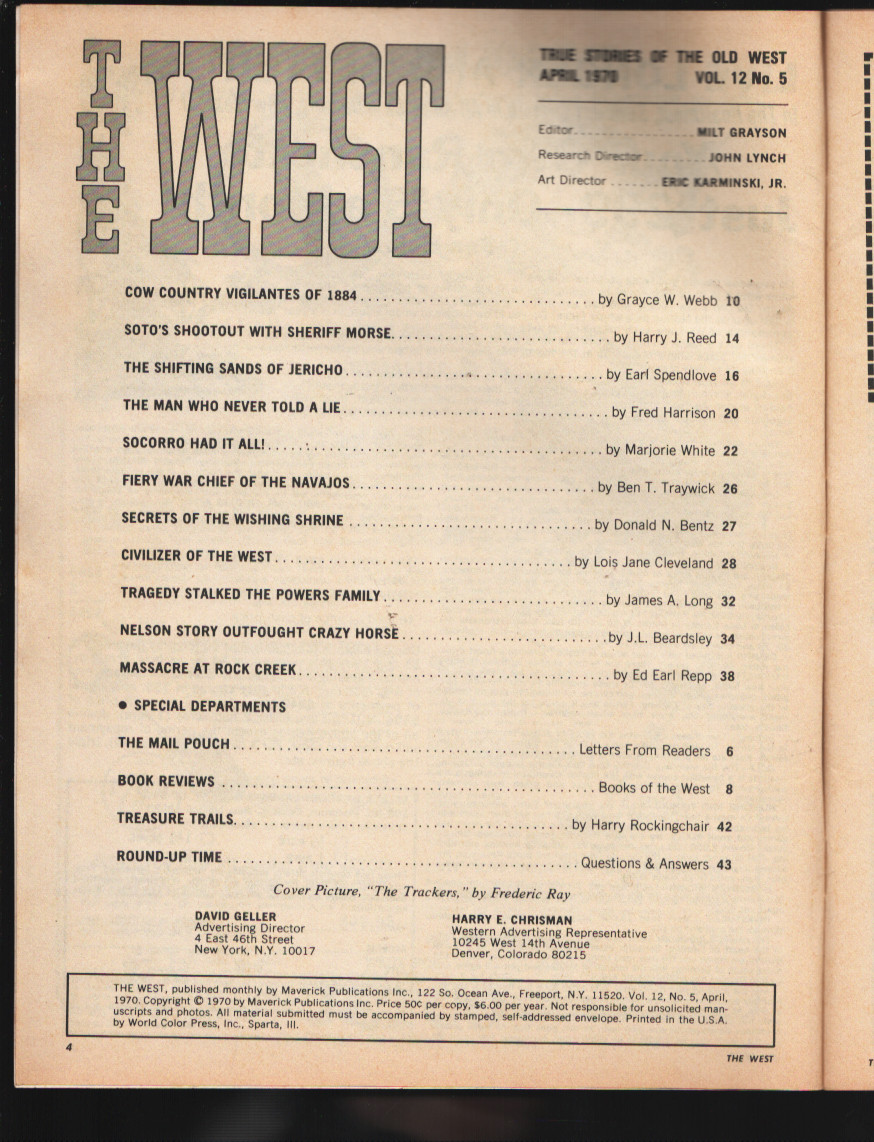 THE WEST
TRUE STORIES OF THE OLD WEST
APRIL 1970 VOL. 12 No. 5
Editor.......................MILT GRAYSON
Research Director..........JOHN LYNCH
Art Director .......ERIC KARMINSKI, JR.
COW COUNTRY VIGILANTES OF 1884...............................by Grayce W. Webb 10
SOTO'S SHOOTOUT WITH SHERIFF MORSE................................by Harry J. Reed 14
THE SHIFTING SANDS OF JERICHO..................................by Earl Spendlove 16
THE MAN WHO NEVER TOLD A LIE...................................by Fred Harrison 20
SOCORRO HAD IT ALL!............................................by Marjorie White 22
FIERY WAR CHIEF OF THE NAVAJOS................................by Ben T. Traywick 26
SECRETS OF THE WISHING SHRINE ................................by Donald N. Bentz 27
CIVILIZER OF THE WEST.......................................by Lois Jane Cleveland 28
TRAGEDY STALKED THE POWERS FAMILY.............................by James A. Long 32
NELSON STORY OUTFOUGHT CRAZY HORSE...........................by J.L. Beardsley 34
MASSACRE AT ROCK CREEK.........................................by Ed Earl Repp 38
● SPECIAL DEPARTMENTS
THE MAIL POUCH.............................................Letters From Readers 6
BOOK REVIEWS .................................................Books of the West 8
TREASURE TRAILS............................................by Harry Rockingchair 42
ROUND-UP TIME ..............................................Questions & Answers 43
Cover Picture, "The Trackers," by Frederic Ray
DAVID GELLER
Advertising Director
4 East 46th Street
New York, N.Y. 10017
HARRY E. CHRISMAN
Western Advertising Representative
10245 West 14th Avenue
Denver, Colorado 80215
THE WEST, published monthly by Maverick Publications Inc., 122 So. Ocean Ave., Freeport, N.Y. 11520. Vol. 12, No. 5, April,
1970. Copyright © 1970 by Maverick Publications Inc. Price 50¢ per copy, $6.00 per year. Not responsible for unsolicited man-
uscripts and photos. All material submitted must be accompanied by stamped, self-addressed envelope. Printed in the U.S.A.
by World Color Press, Inc., Sparta, Ill.
4
THE WEST